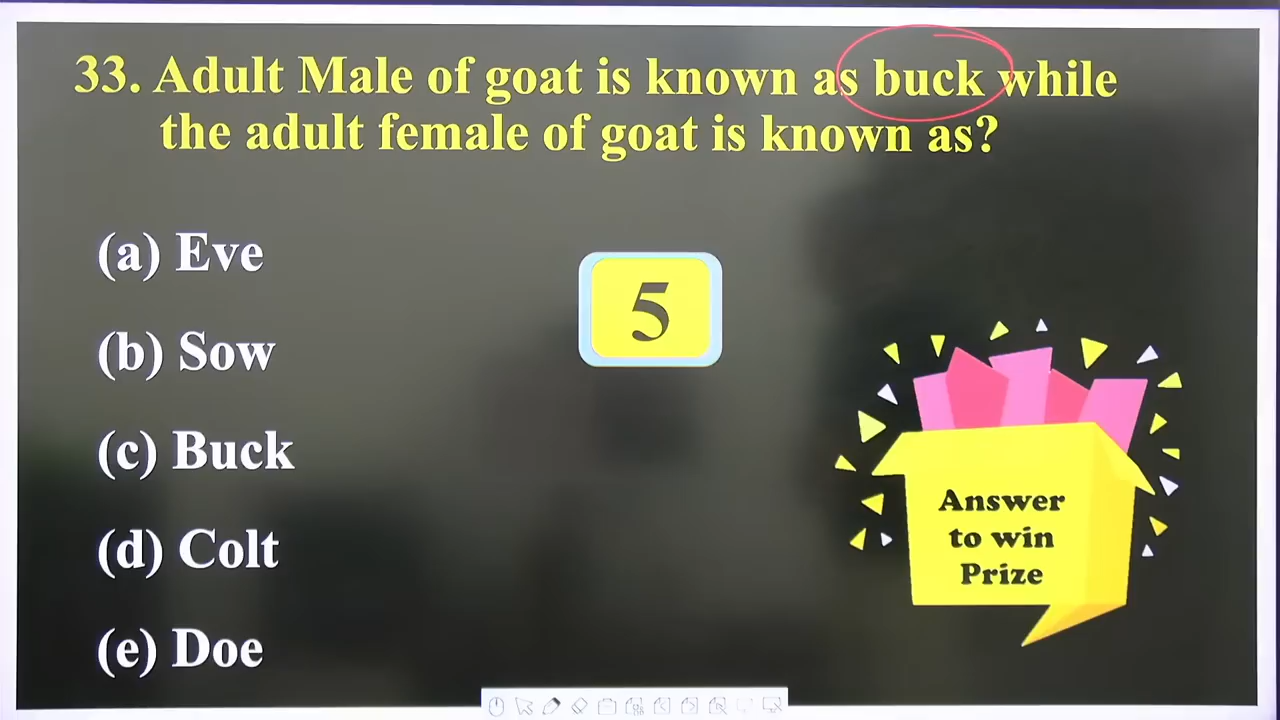 33. Adult Male of goat is known as buck while
the adult female of goat is known as?
(a) Eve
5
(b) Sow
(c) Buck
(d) Colt
(e) Doe
Answer
to win
Prize